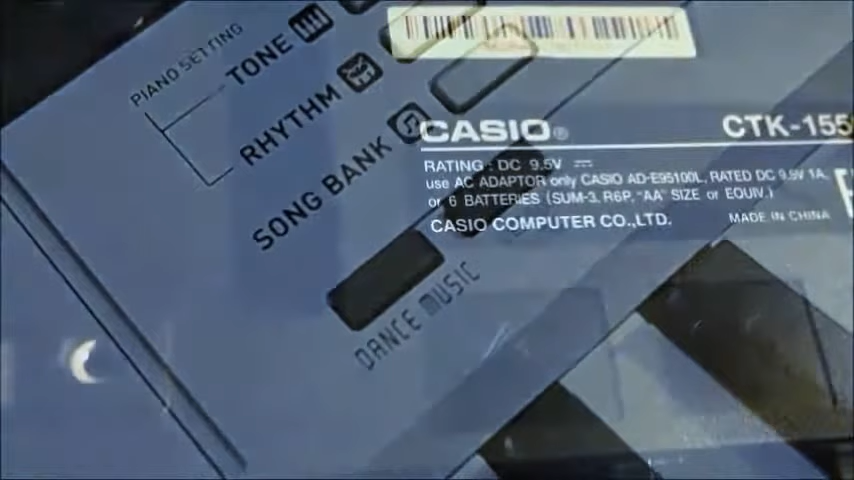 PIANO SETTING
TONE
RHYTHM
SONG BANK
DANCE MUSIC
CASIO®
CTK-155
RATING : DC 9.5V
USE AC ADAPTOR ONLY CASIO AD-E95100L, RATED DC 9.5V 1A,
OR 6 BATTERIES (SUM-3, R6P, "AA" SIZE OR EQUIV.)
CASIO COMPUTER CO.,LTD.
MADE IN CHINA